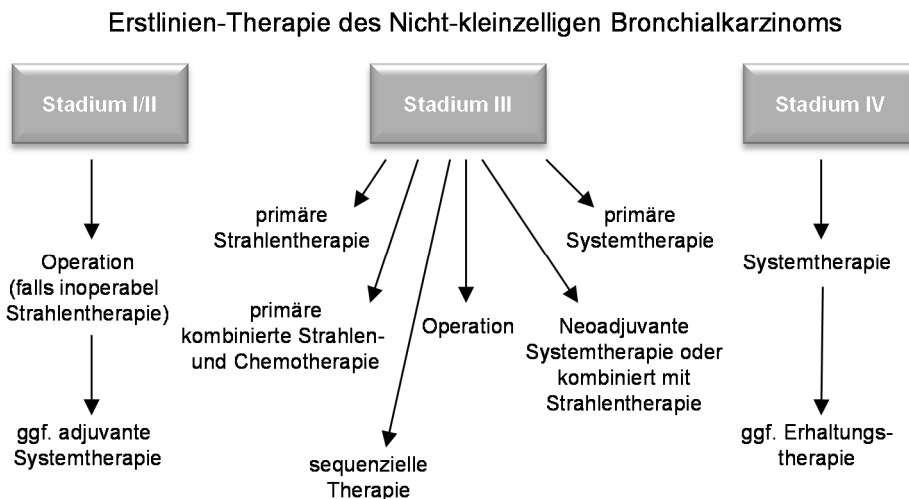 Erstlinien-Therapie des Nicht-kleinzelligen Bronchialkarzinoms
Stadium I/II
Stadium III
Stadium IV
Operation
(falls inoperabel
Strahlentherapie)
ggf. adjuvante
Systemtherapie
primäre
Strahlentherapie
primäre
kombinierte Strahlen-
und Chemotherapie
sequenzielle
Therapie
Operation
Neoadjuvante
Systemtherapie oder
kombiniert mit
Strahlentherapie
primäre
Systemtherapie
Systemtherapie
ggf. Erhaltungs-
therapie